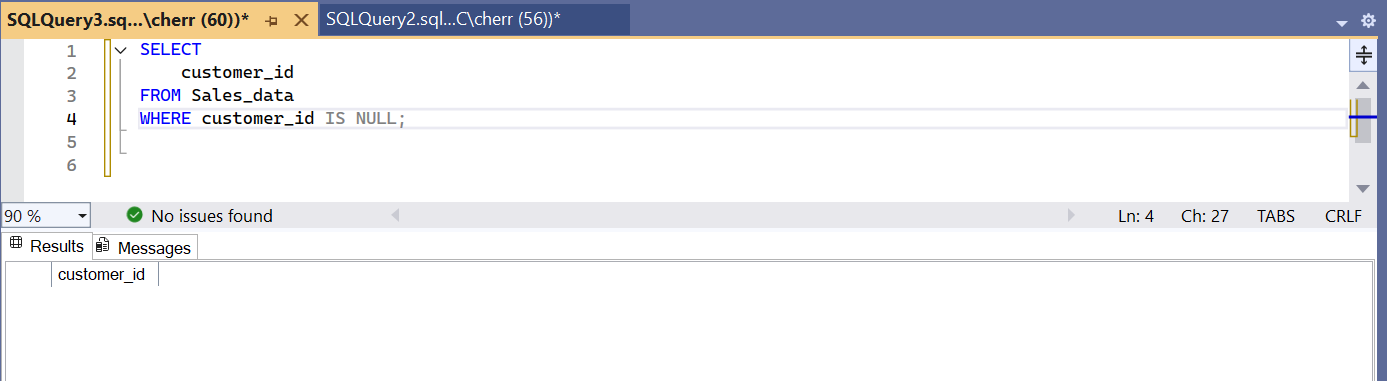 SQLQuery3.sq...\cherr (60))* SQLQuery2.sql...C\cherr (56))*
1 SELECT
2 customer_id
3 FROM Sales_data
4 WHERE customer_id IS NULL;
5
6
90 % No issues found Ln: 4 Ch: 27 TABS CRLF
Results Messages
customer_id